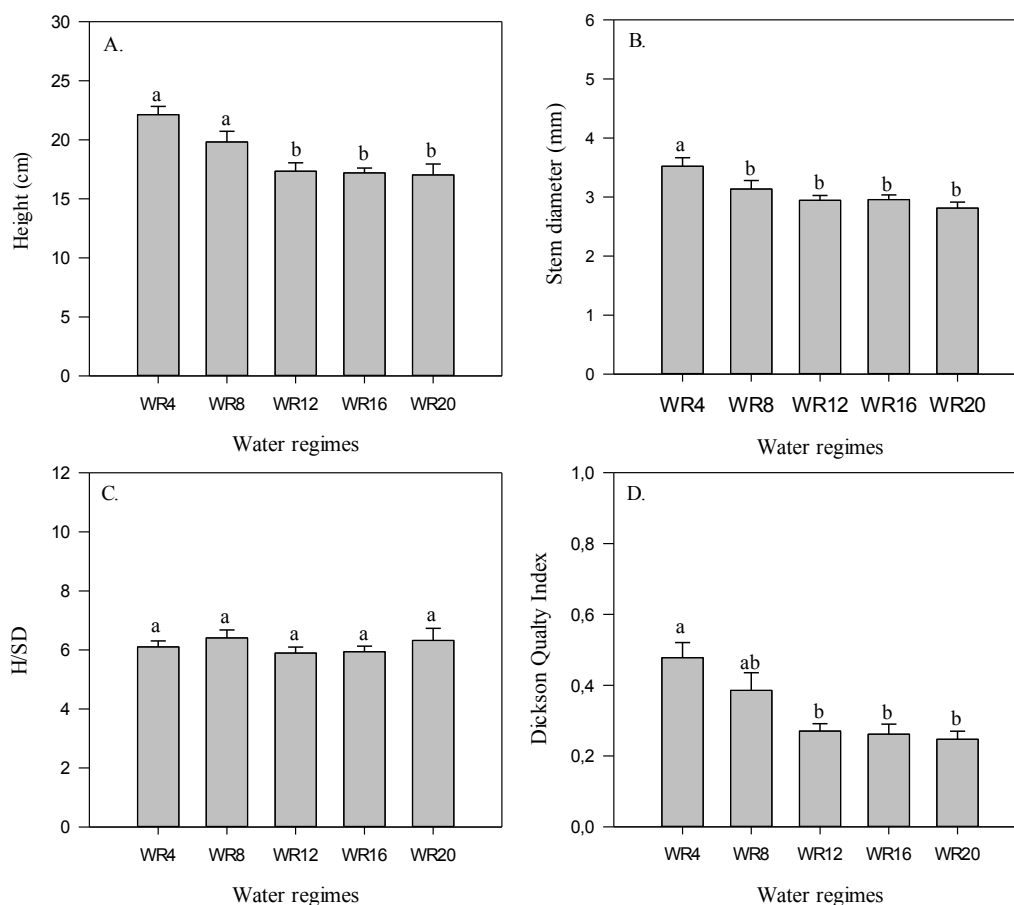 A.
Height (cm)
30
25
20
15
10
5
0
a
a
b
b
b
WR4 WR8 WR12 WR16 WR20
Water regimes
B.
Stem diameter (mm)
6
5
4
3
2
1
0
a
b
b
b
b
WR4 WR8 WR12 WR16 WR20
Water regimes
C.
H/SD
12
10
8
6
4
2
0
a
a
a
a
a
WR4 WR8 WR12 WR16 WR20
Water regimes
D.
Dickson Qualty Index
1,0
0,8
0,6
0,4
0,2
0,0
a
ab
b
b
b
WR4 WR8 WR12 WR16 WR20
Water regimes